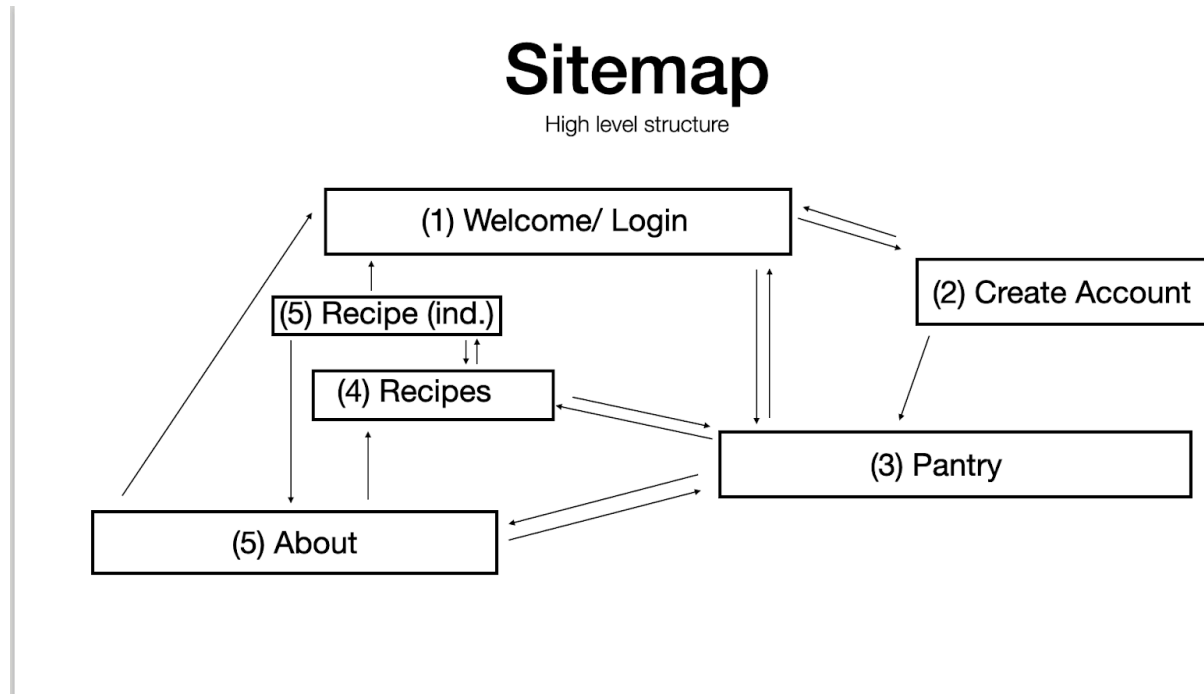 Sitemap
High level structure
(1) Welcome/ Login
(2) Create Account
(5) Recipe (ind.)
(4) Recipes
(3) Pantry
(5) About